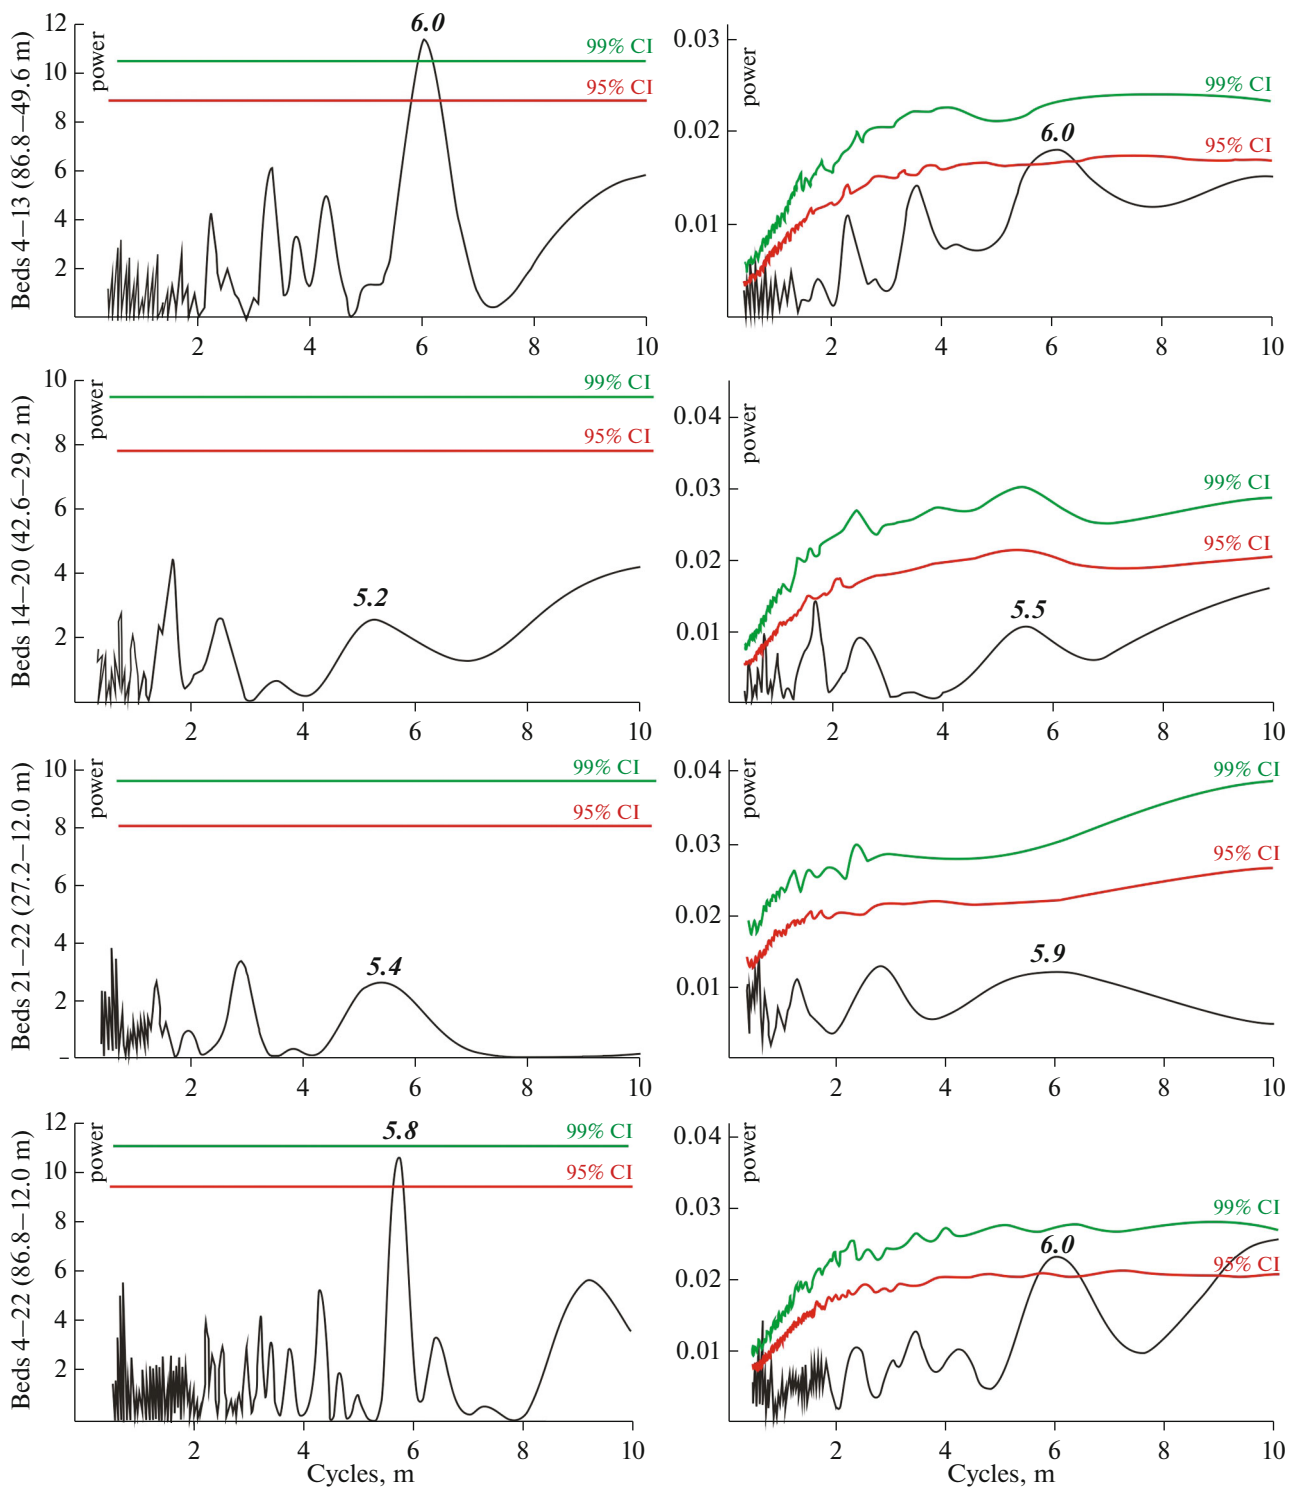 Beds 4–13 (86.8–49.6 m)
power
12
10
8
6
4
2
6.0
99% CI
95% CI
2 4 6 8 10
power
0.03
0.02
0.01
6.0
99% CI
95% CI
2 4 6 8 10
Beds 14–20 (42.6–29.2 m)
power
10
8
6
4
2
5.2
99% CI
95% CI
2 4 6 8 10
power
0.04
0.03
0.02
0.01
5.5
99% CI
95% CI
2 4 6 8 10
Beds 21–22 (27.2–12.0 m)
power
10
8
6
4
2
–
5.4
99% CI
95% CI
2 4 6 8 10
power
0.04
0.03
0.02
0.01
5.9
99% CI
95% CI
2 4 6 8 10
Beds 4–22 (86.8–12.0 m)
power
12
10
8
6
4
2
5.8
99% CI
95% CI
2 4 6 8 10
Cycles, m
power
0.04
0.03
0.02
0.01
6.0
99% CI
95% CI
2 4 6 8 10
Cycles, m